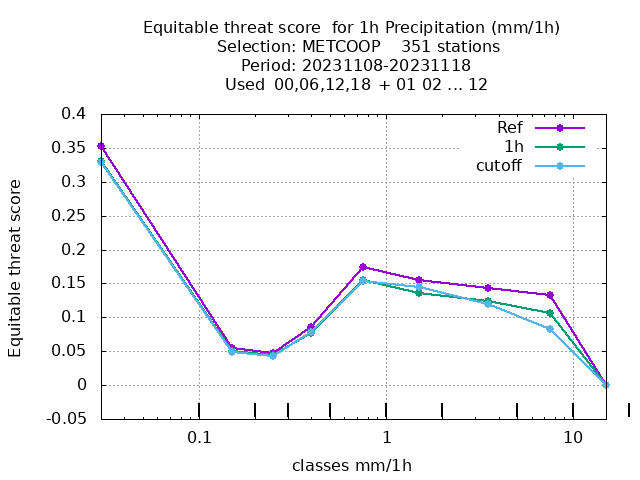 Equitable threat score for 1h Precipitation (mm/1h)
Selection: METCOOP 351 stations
Period: 20231108-20231118
Used 00,06,12,18 + 01 02 ... 12
Ref
1h
cutoff
0.4
0.35
0.3
0.25
0.2
0.15
0.1
0.05
0
-0.05
Equitable threat score
0.1
1
10
classes mm/1h